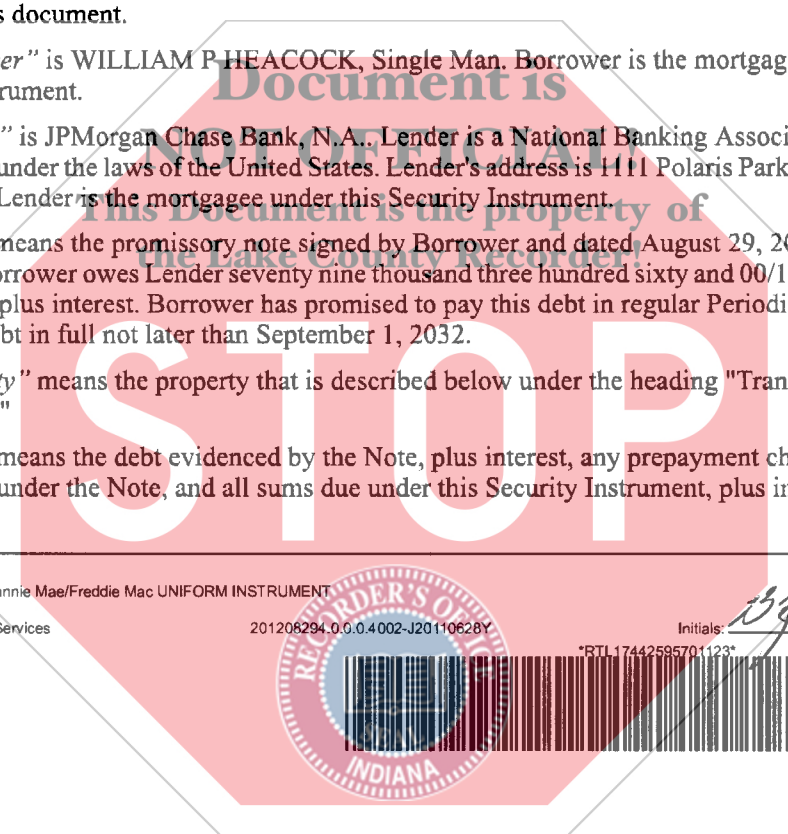 s document.
er" is WILLIAM P HEACOCK, Single Man. Borrower is the mortgag
rument.
Document is
" is JPMorgan Chase Bank, N.A.. Lender is a National Banking Associ
NOT OFFICIAL!
under the laws of the United States. Lender's address is 1111 Polaris Park
Lender is the mortgagee under this Security Instrument.
This Document is the property of
means the promissory note signed by Borrower and dated August 29, 20
the Lake County Recorder!
orrower owes Lender seventy nine thousand three hundred sixty and 00/1
plus interest. Borrower has promised to pay this debt in regular Periodi
bt in full not later than September 1, 2032.
ty" means the property that is described below under the heading "Tran
"
STOP
means the debt evidenced by the Note, plus interest, any prepayment ch
under the Note, and all sums due under this Security Instrument, plus i
nnie Mae/Freddie Mac UNIFORM INSTRUMENT
Services
201208294.0.0.0.4002-J20110628Y
Initials:
*RTL17442595701123*
RECORDER'S OFFICE
SEAL
INDIANA